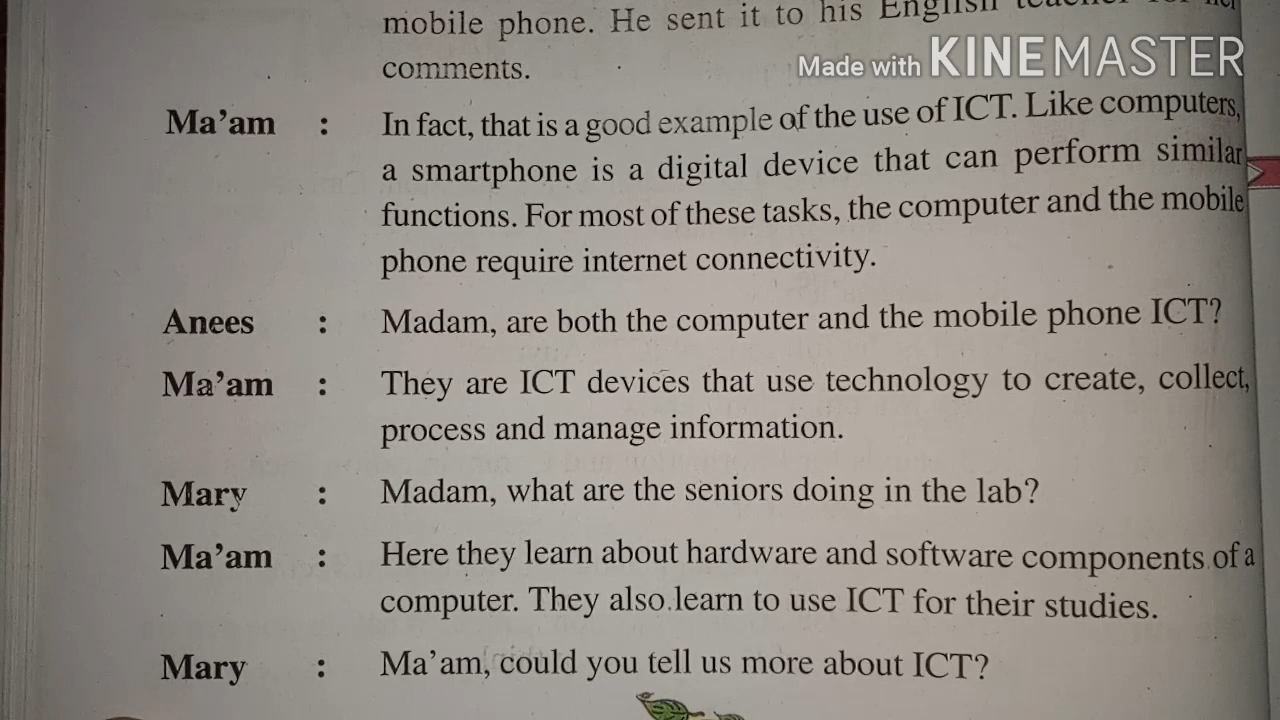 mobile phone. He sent it to his English teacher for her
comments.
Made with KINEMASTER
Ma'am : In fact, that is a good example of the use of ICT. Like computers,
a smartphone is a digital device that can perform similar
functions. For most of these tasks, the computer and the mobile
phone require internet connectivity.
Anees : Madam, are both the computer and the mobile phone ICT?
Ma'am : They are ICT devices that use technology to create, collect,
process and manage information.
Mary : Madam, what are the seniors doing in the lab?
Ma'am : Here they learn about hardware and software components of a
computer. They also learn to use ICT for their studies.
Mary : Ma'am, could you tell us more about ICT?